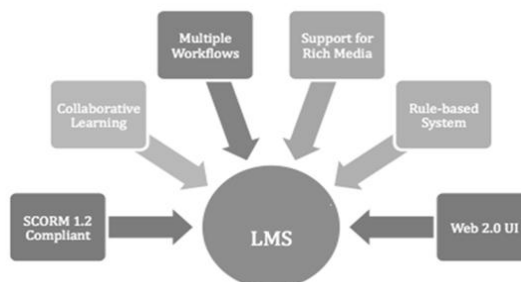 Multiple
Workflows
Support for
Rich Media
Collaborative
Learning
Rule-based
System
SCORM 1.2
Compliant
LMS
Web 2.0 UI